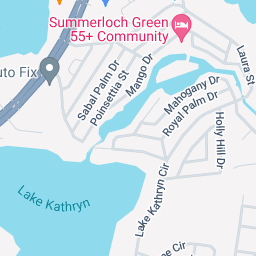 Summerloch Green
55+ Community
uto Fix
Sabal Palm Dr
Poinsettia St
Mango Dr
Mahogany Dr
Royal Palm Dr
Laura St
Holly Hill Dr
Lake Kathryn Cir
Lake Kathryn
e Cir